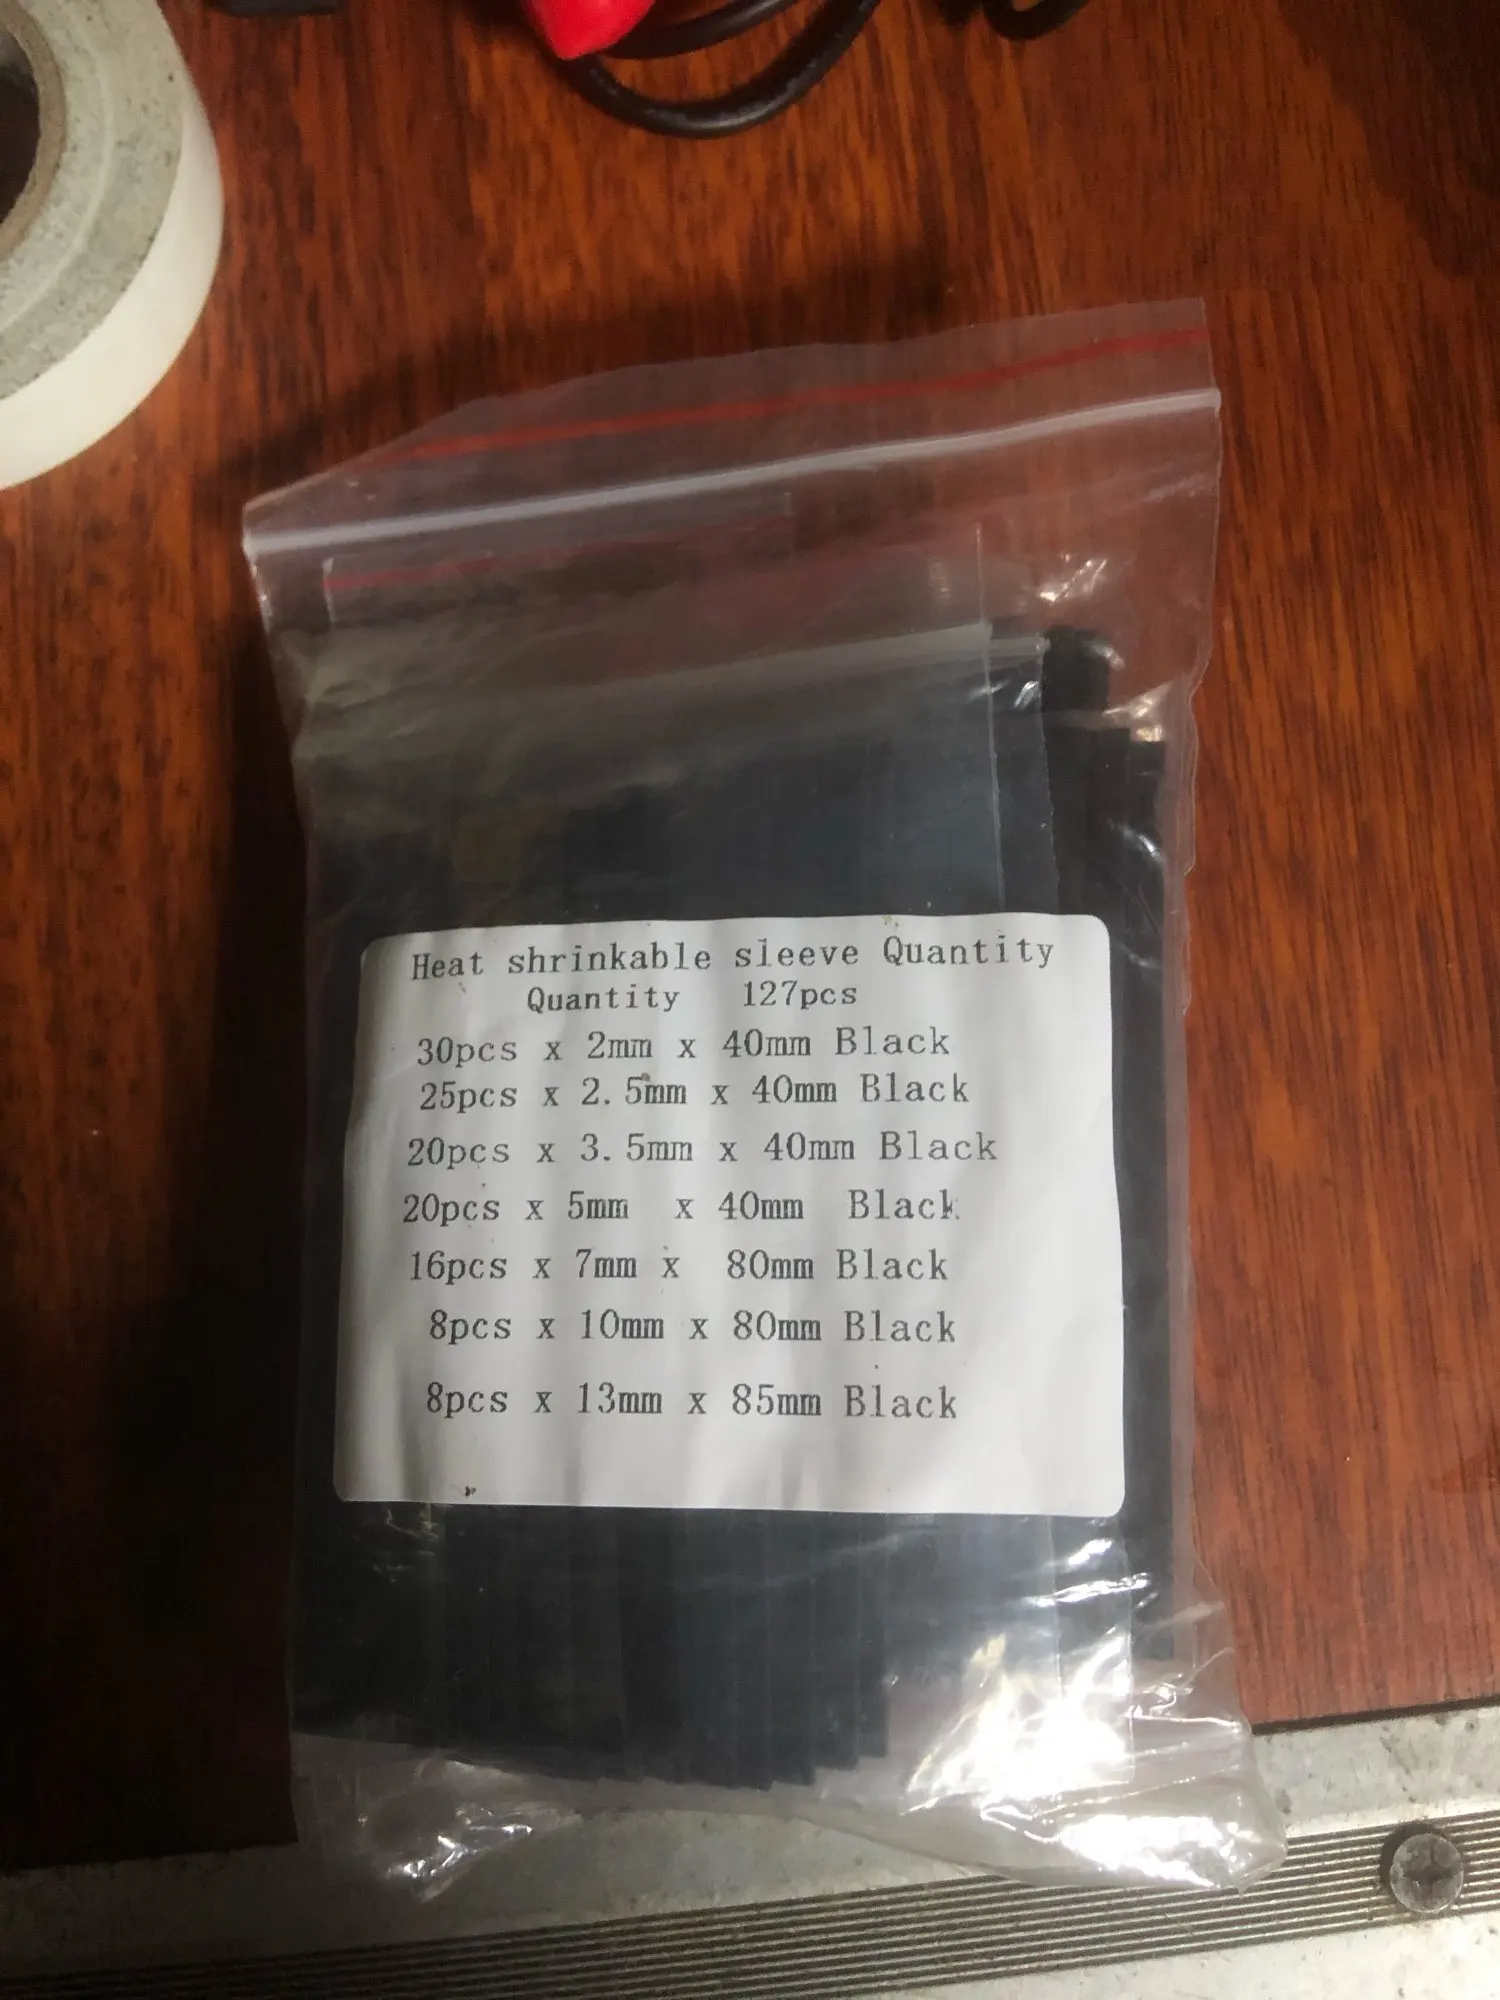 Heat shrinkable sleeve Quantity
Quantity 127pcs
30pcs x 2mm x 40mm Black
25pcs x 2.5mm x 40mm Black
20pcs x 3.5mm x 40mm Black
20pcs x 5mm x 40mm Black
16pcs x 7mm x 80mm Black
8pcs x 10mm x 80mm Black
8pcs x 13mm x 85mm Black